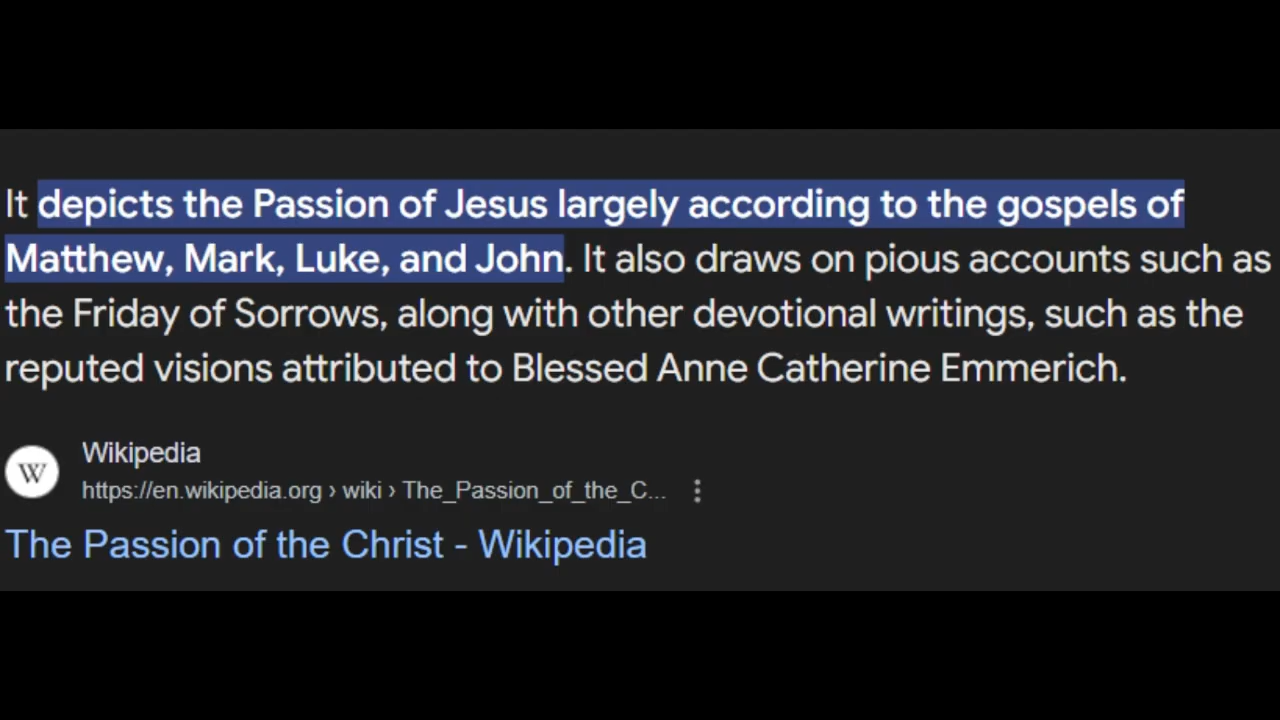 It depicts the Passion of Jesus largely according to the gospels of
Matthew, Mark, Luke, and John. It also draws on pious accounts such as
the Friday of Sorrows, along with other devotional writings, such as the
reputed visions attributed to Blessed Anne Catherine Emmerich.
W
Wikipedia
https://en.wikipedia.org › wiki › The_Passion_of_the_C...
The Passion of the Christ - Wikipedia